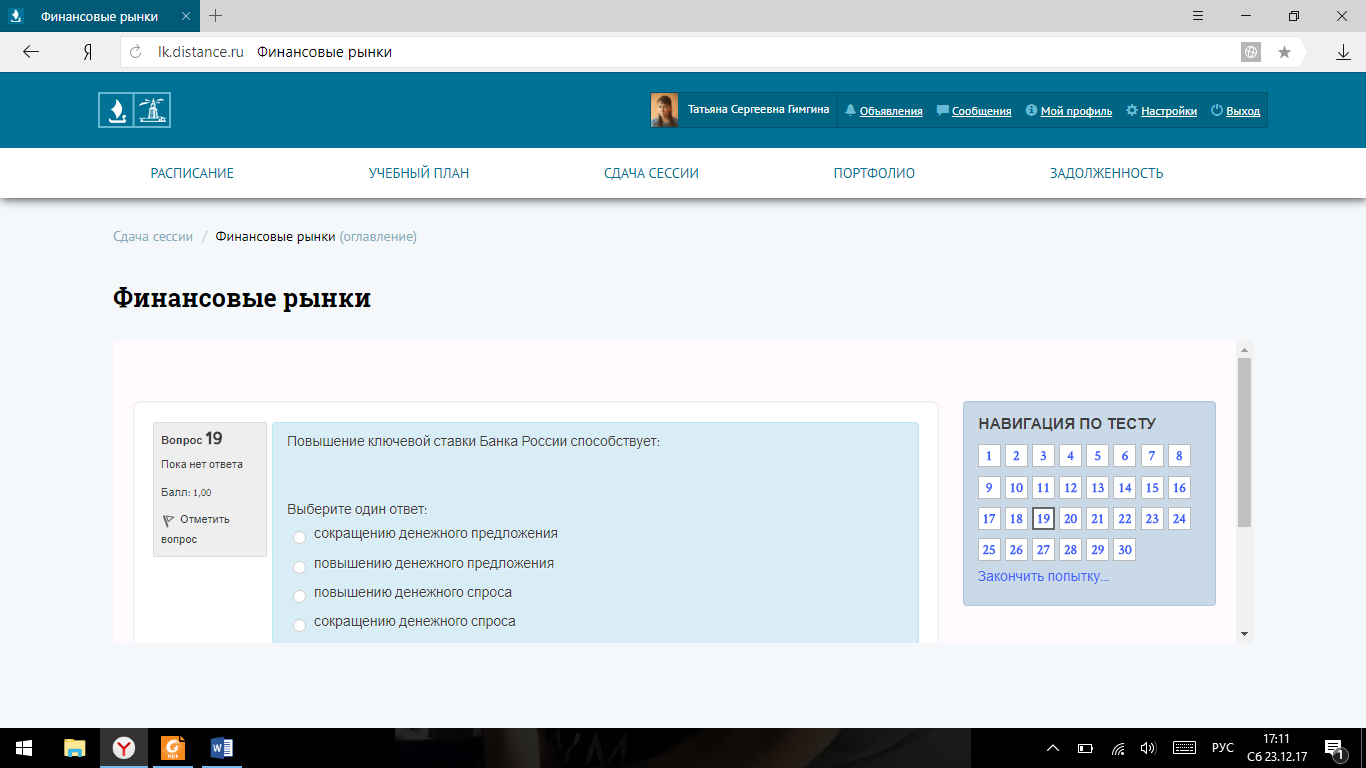 Финансовые рынки
lk.distance.ru Финансовые рынки
Татьяна Сергеевна Гимгина Объявления Сообщения Мой профиль Настройки Выход
РАСПИСАНИЕ УЧЕБНЫЙ ПЛАН СДАЧА СЕССИИ ПОРТФОЛИО ЗАДОЛЖЕННОСТЬ
Сдача сессии / Финансовые рынки (оглавление)
Финансовые рынки
Вопрос 19
Пока нет ответа
Балл: 1,00
Отметить
вопрос
Повышение ключевой ставки Банка России способствует:
Выберите один ответ:
сокращению денежного предложения
повышению денежного предложения
повышению денежного спроса
сокращению денежного спроса
НАВИГАЦИЯ ПО ТЕСТУ
1 2 3 4 5 6 7 8
9 10 11 12 13 14 15 16
17 18 19 20 21 22 23 24
25 26 27 28 29 30
Закончить попытку...
РУС
17:11
Сб 23.12.17
1